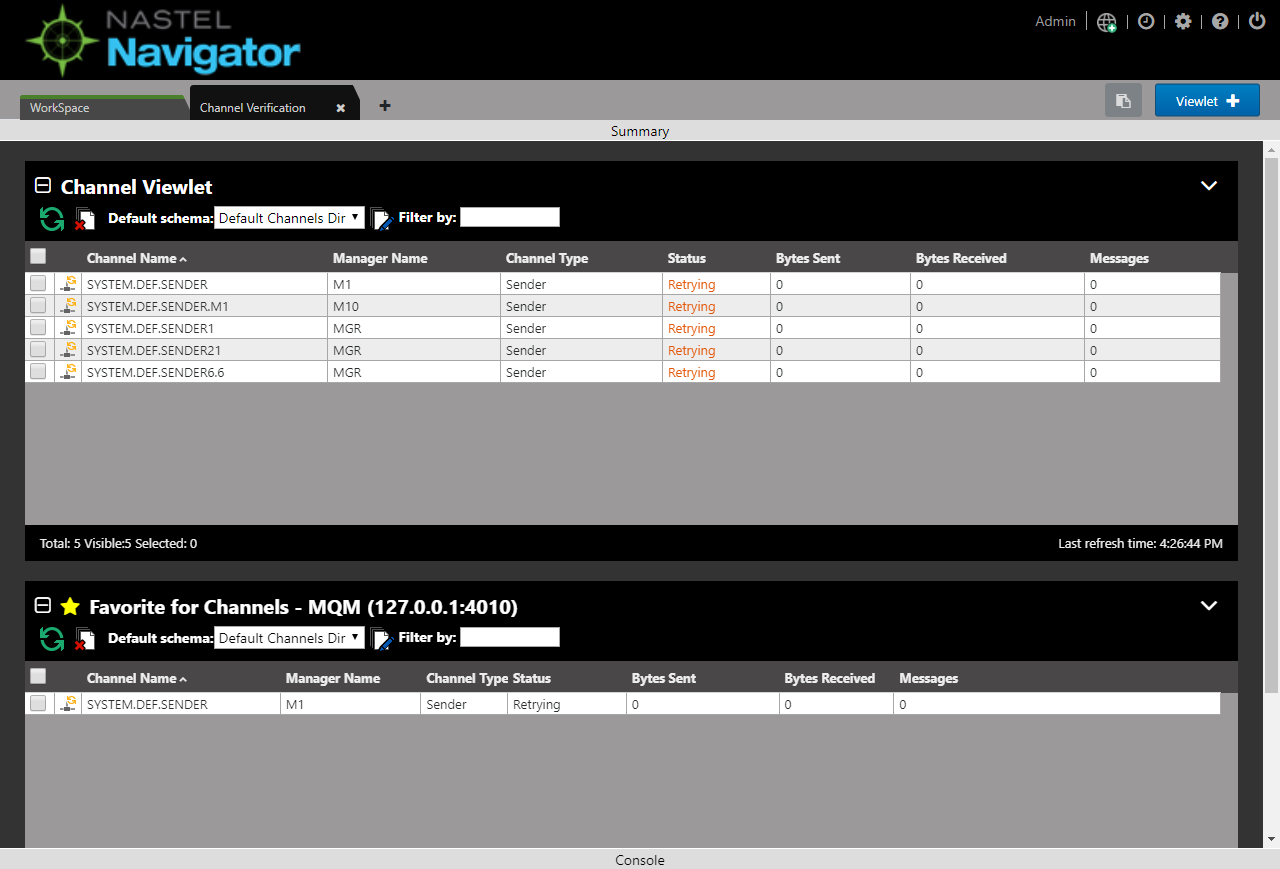 NASTEL
Navigator
Admin
WorkSpace
Channel Verification
Viewlet
Summary
Channel Viewlet
Default schema: Default Channels Dir Filter by:
Channel Name Manager Name Channel Type Status Bytes Sent Bytes Received Messages
SYSTEM.DEF.SENDER M1 Sender Retrying 0 0 0
SYSTEM.DEF.SENDER.M1 M10 Sender Retrying 0 0 0
SYSTEM.DEF.SENDER1 MGR Sender Retrying 0 0 0
SYSTEM.DEF.SENDER21 MGR Sender Retrying 0 0 0
SYSTEM.DEF.SENDER6.6 MGR Sender Retrying 0 0 0
Total: 5 Visible:5 Selected: 0 Last refresh time: 4:26:44 PM
Favorite for Channels - MQM (127.0.0.1:4010)
Default schema: Default Channels Dir Filter by:
Channel Name Manager Name Channel Type Status Bytes Sent Bytes Received Messages
SYSTEM.DEF.SENDER M1 Sender Retrying 0 0 0
Console